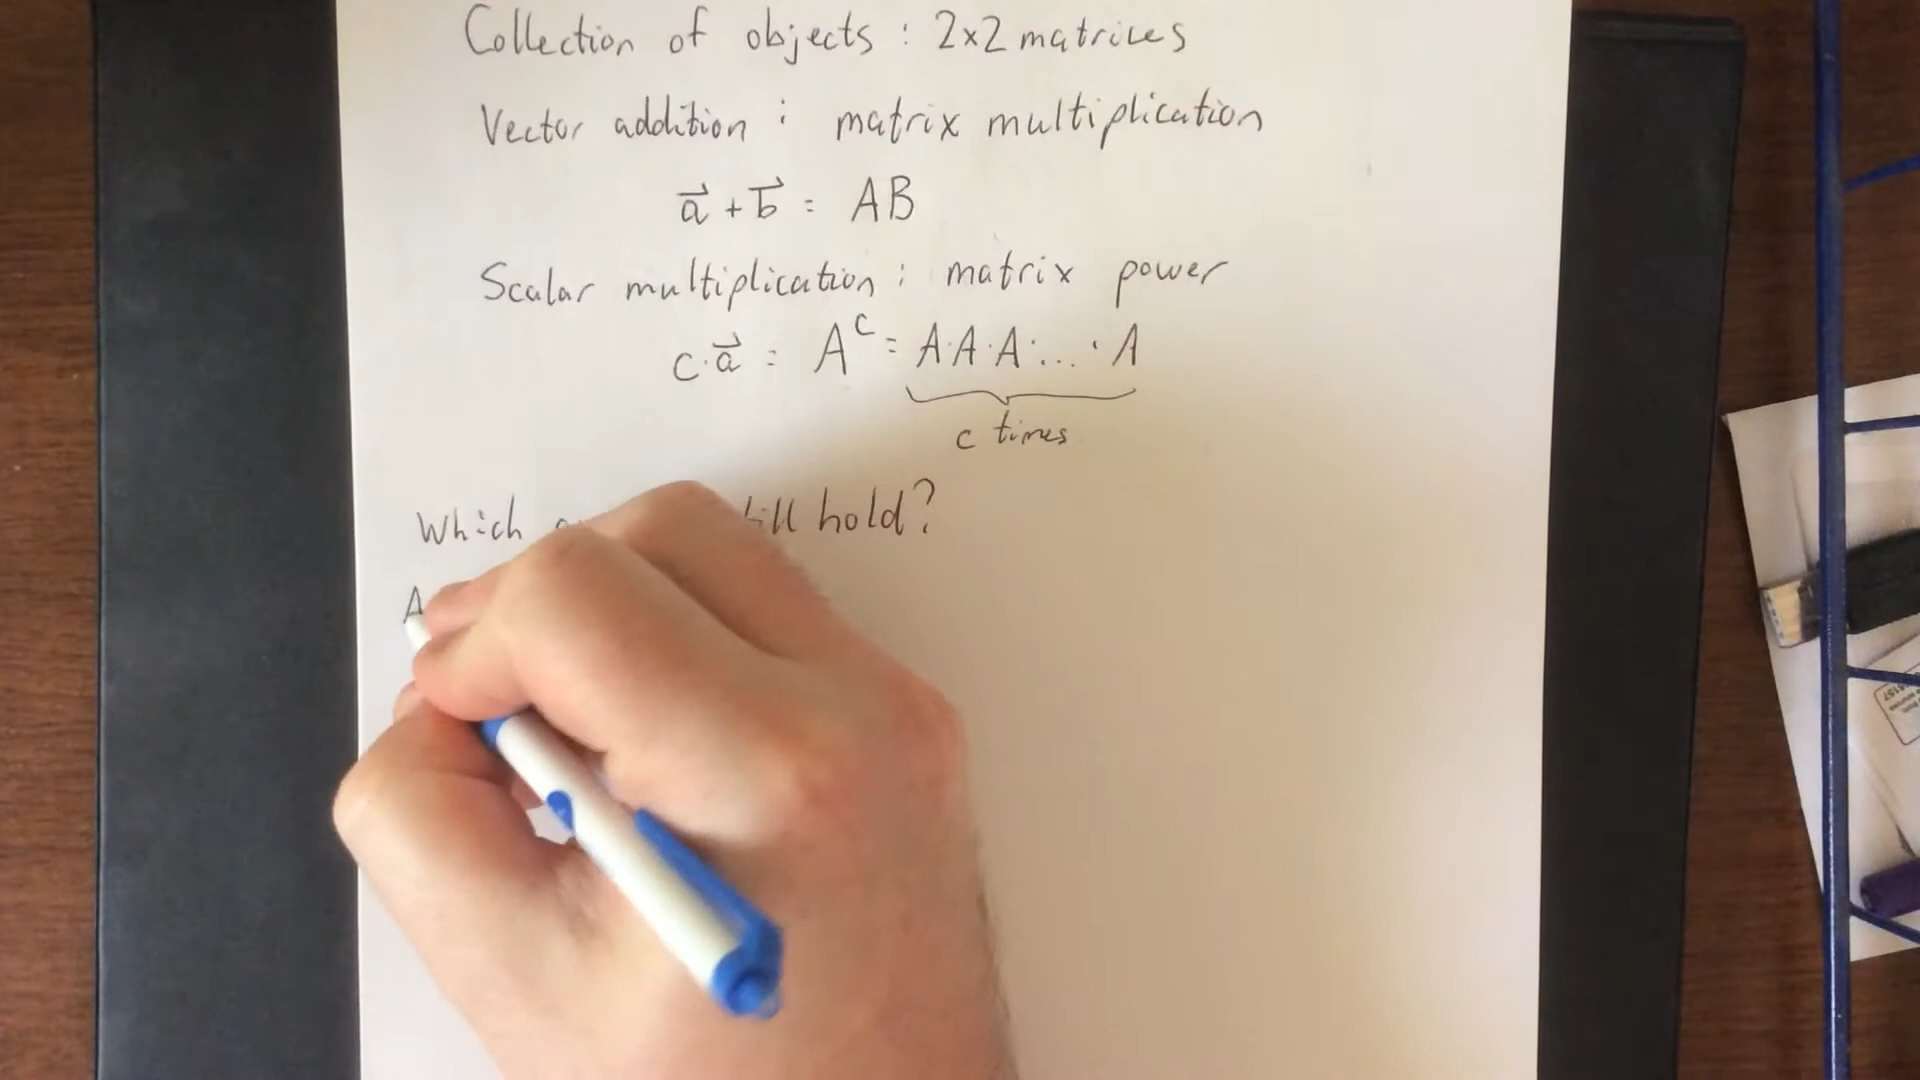 Collection of objects : 2x2 matrices
Vector addition : matrix multiplication
a⃗ + b⃗ = AB
Scalar multiplication : matrix power
c·a⃗ = A^c = A·A·A·...·A
c times
Which hold?
A